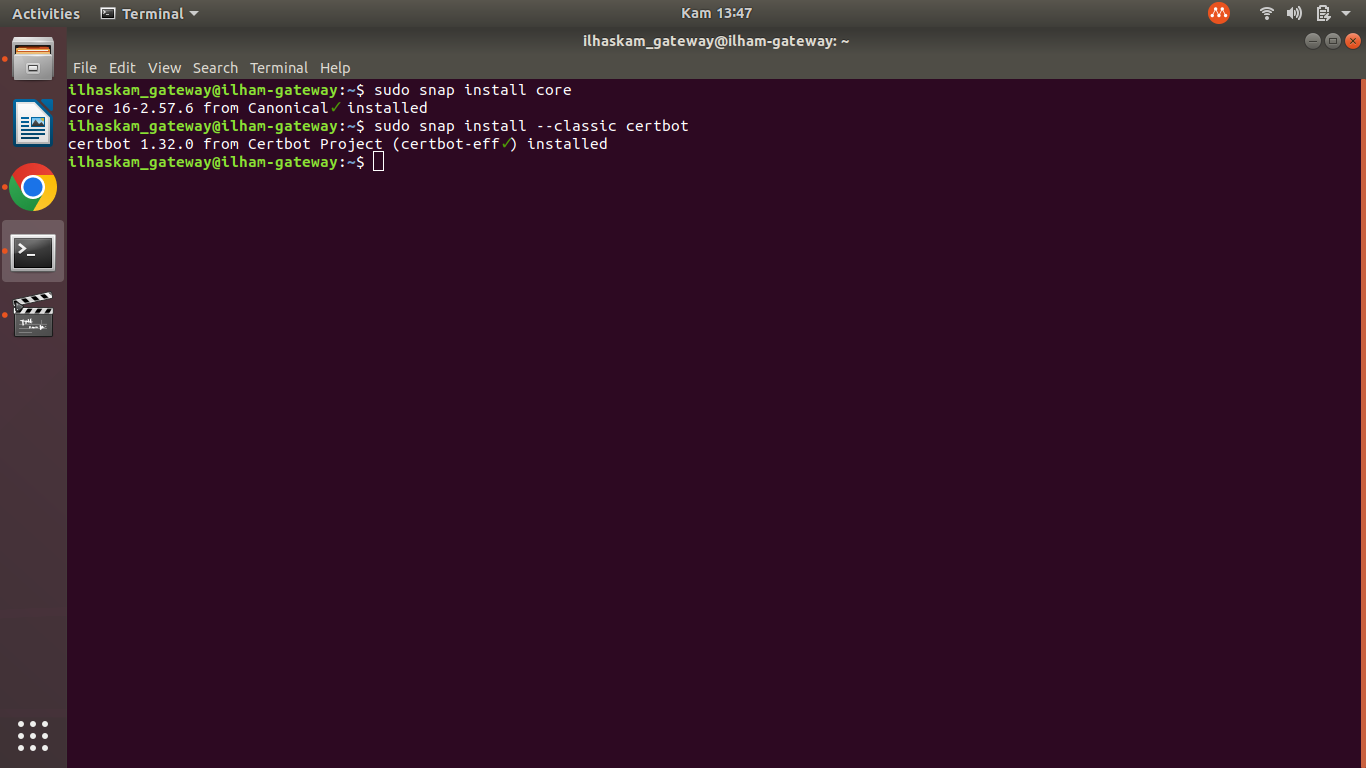 Activities Terminal Kam 13:47
ilhaskam_gateway@ilham-gateway: ~
File Edit View Search Terminal Help
ilhaskam_gateway@ilham-gateway:~$ sudo snap install core
core 16-2.57.6 from Canonical✓ installed
ilhaskam_gateway@ilham-gateway:~$ sudo snap install --classic certbot
certbot 1.32.0 from Certbot Project (certbot-eff✓) installed
ilhaskam_gateway@ilham-gateway:~$